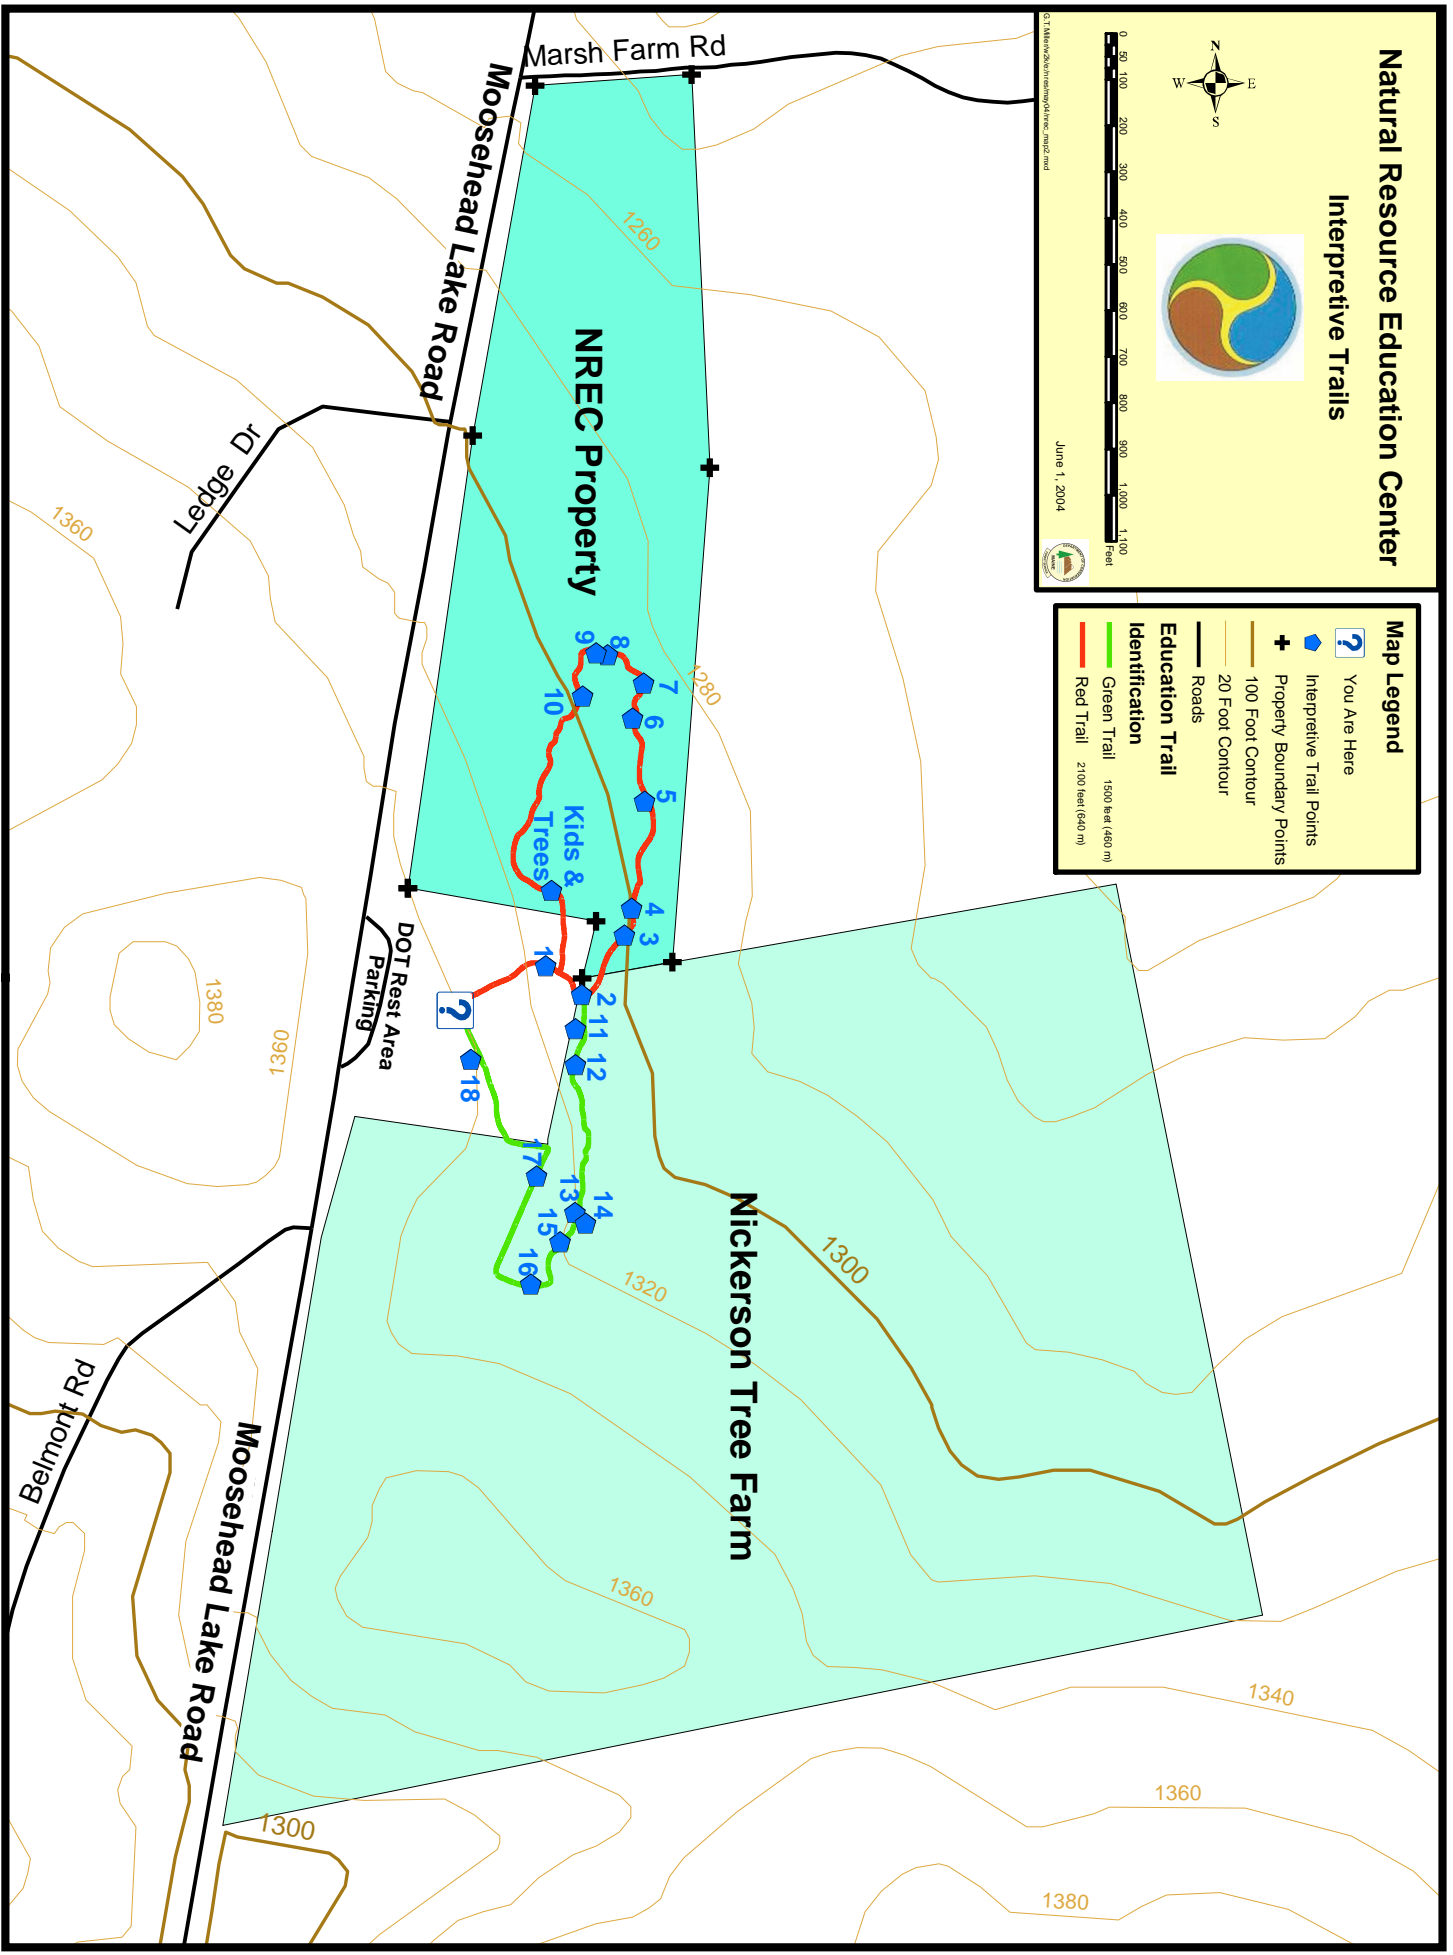 Natural Resource Education Center
Interpretive Trails
N
W
E
S
0 50 100 200 300 400 500 600 700 800 900 1,000 1,100
Feet
June 1, 2004
Map Legend
? You Are Here
Interpretive Trail Points
Property Boundary Points
100 Foot Contour
20 Foot Contour
Roads
Education Trail
Identification
Green Trail 1500 feet (460 m)
Red Trail 2100 feet (640 m)
Marsh Farm Rd
Moosehead Lake Road
Ledge Dr
NREC Property
1260
1280
1360
9
8
7
6
10
5
Kids &
Trees
4
3
1
2
11
12
?
18
17
13
14
15
16
DOT Rest Area
Parking
1380
1360
Nickerson Tree Farm
1300
1320
1360
Belmont Rd
Moosehead Lake Road
1300
1340
1360
1380